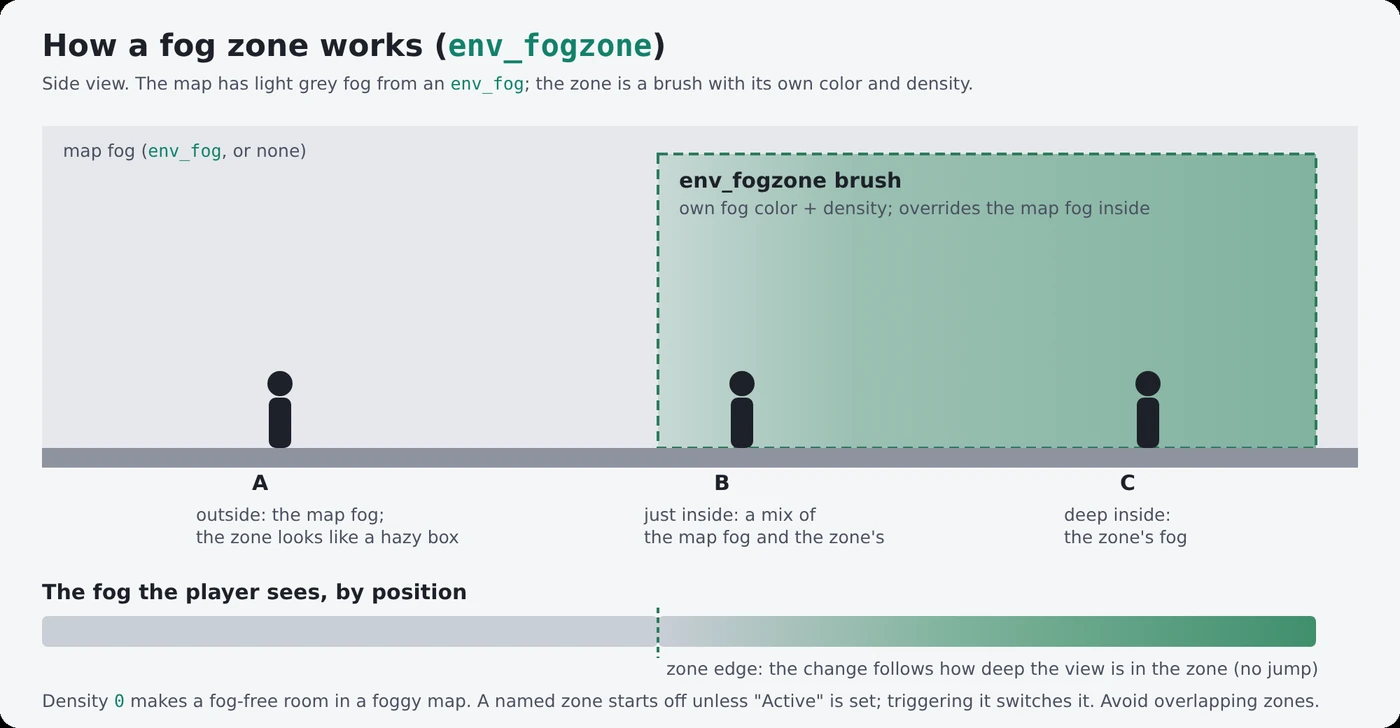 How a fog zone works (env_fogzone)
Side view. The map has light grey fog from an env_fog; the zone is a brush with its own color and density.
map fog (env_fog, or none)
env_fogzone brush
own fog color + density; overrides the map fog inside
A
outside: the map fog;
the zone looks like a hazy box
B
just inside: a mix of
the map fog and the zone's
C
deep inside:
the zone's fog
The fog the player sees, by position
zone edge: the change follows how deep the view is in the zone (no jump)
Density 0 makes a fog-free room in a foggy map. A named zone starts off unless "Active" is set; triggering it switches it. Avoid overlapping zones.